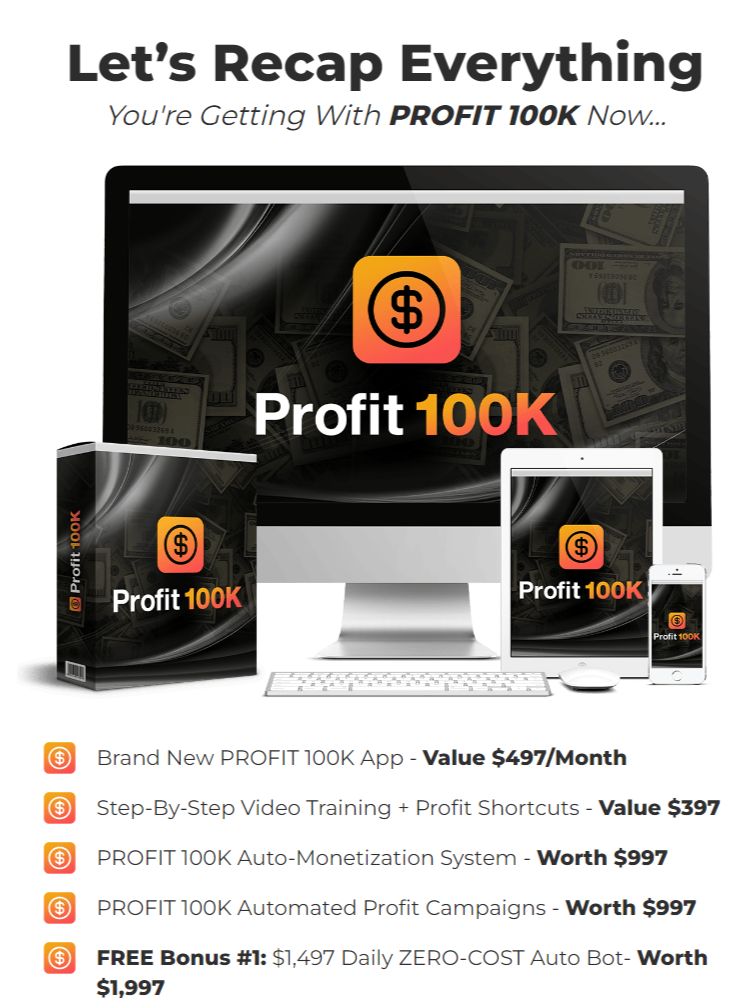 Let’s Recap Everything
You're Getting With PROFIT 100K Now...
Profit 100K
Profit 100K
Profit 100K
Profit 100K
Profit 100K
Brand New PROFIT 100K App - Value $497/Month
Step-By-Step Video Training + Profit Shortcuts - Value $397
PROFIT 100K Auto-Monetization System - Worth $997
PROFIT 100K Automated Profit Campaigns - Worth $997
FREE Bonus #1: $1,497 Daily ZERO-COST Auto Bot- Worth
$1,997